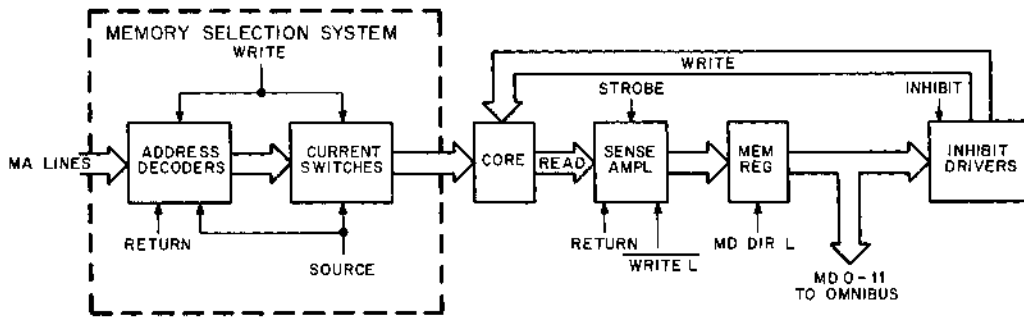 MEMORY SELECTION SYSTEM
WRITE
WRITE
STROBE
INHIBIT
MA LINES
ADDRESS
DECODERS
CURRENT
SWITCHES
CORE
READ
SENSE
AMPL
MEM
REG
INHIBIT
DRIVERS
RETURN
SOURCE
RETURN
WRITE L
MD DIR L
MD 0-11
TO OMNIBUS